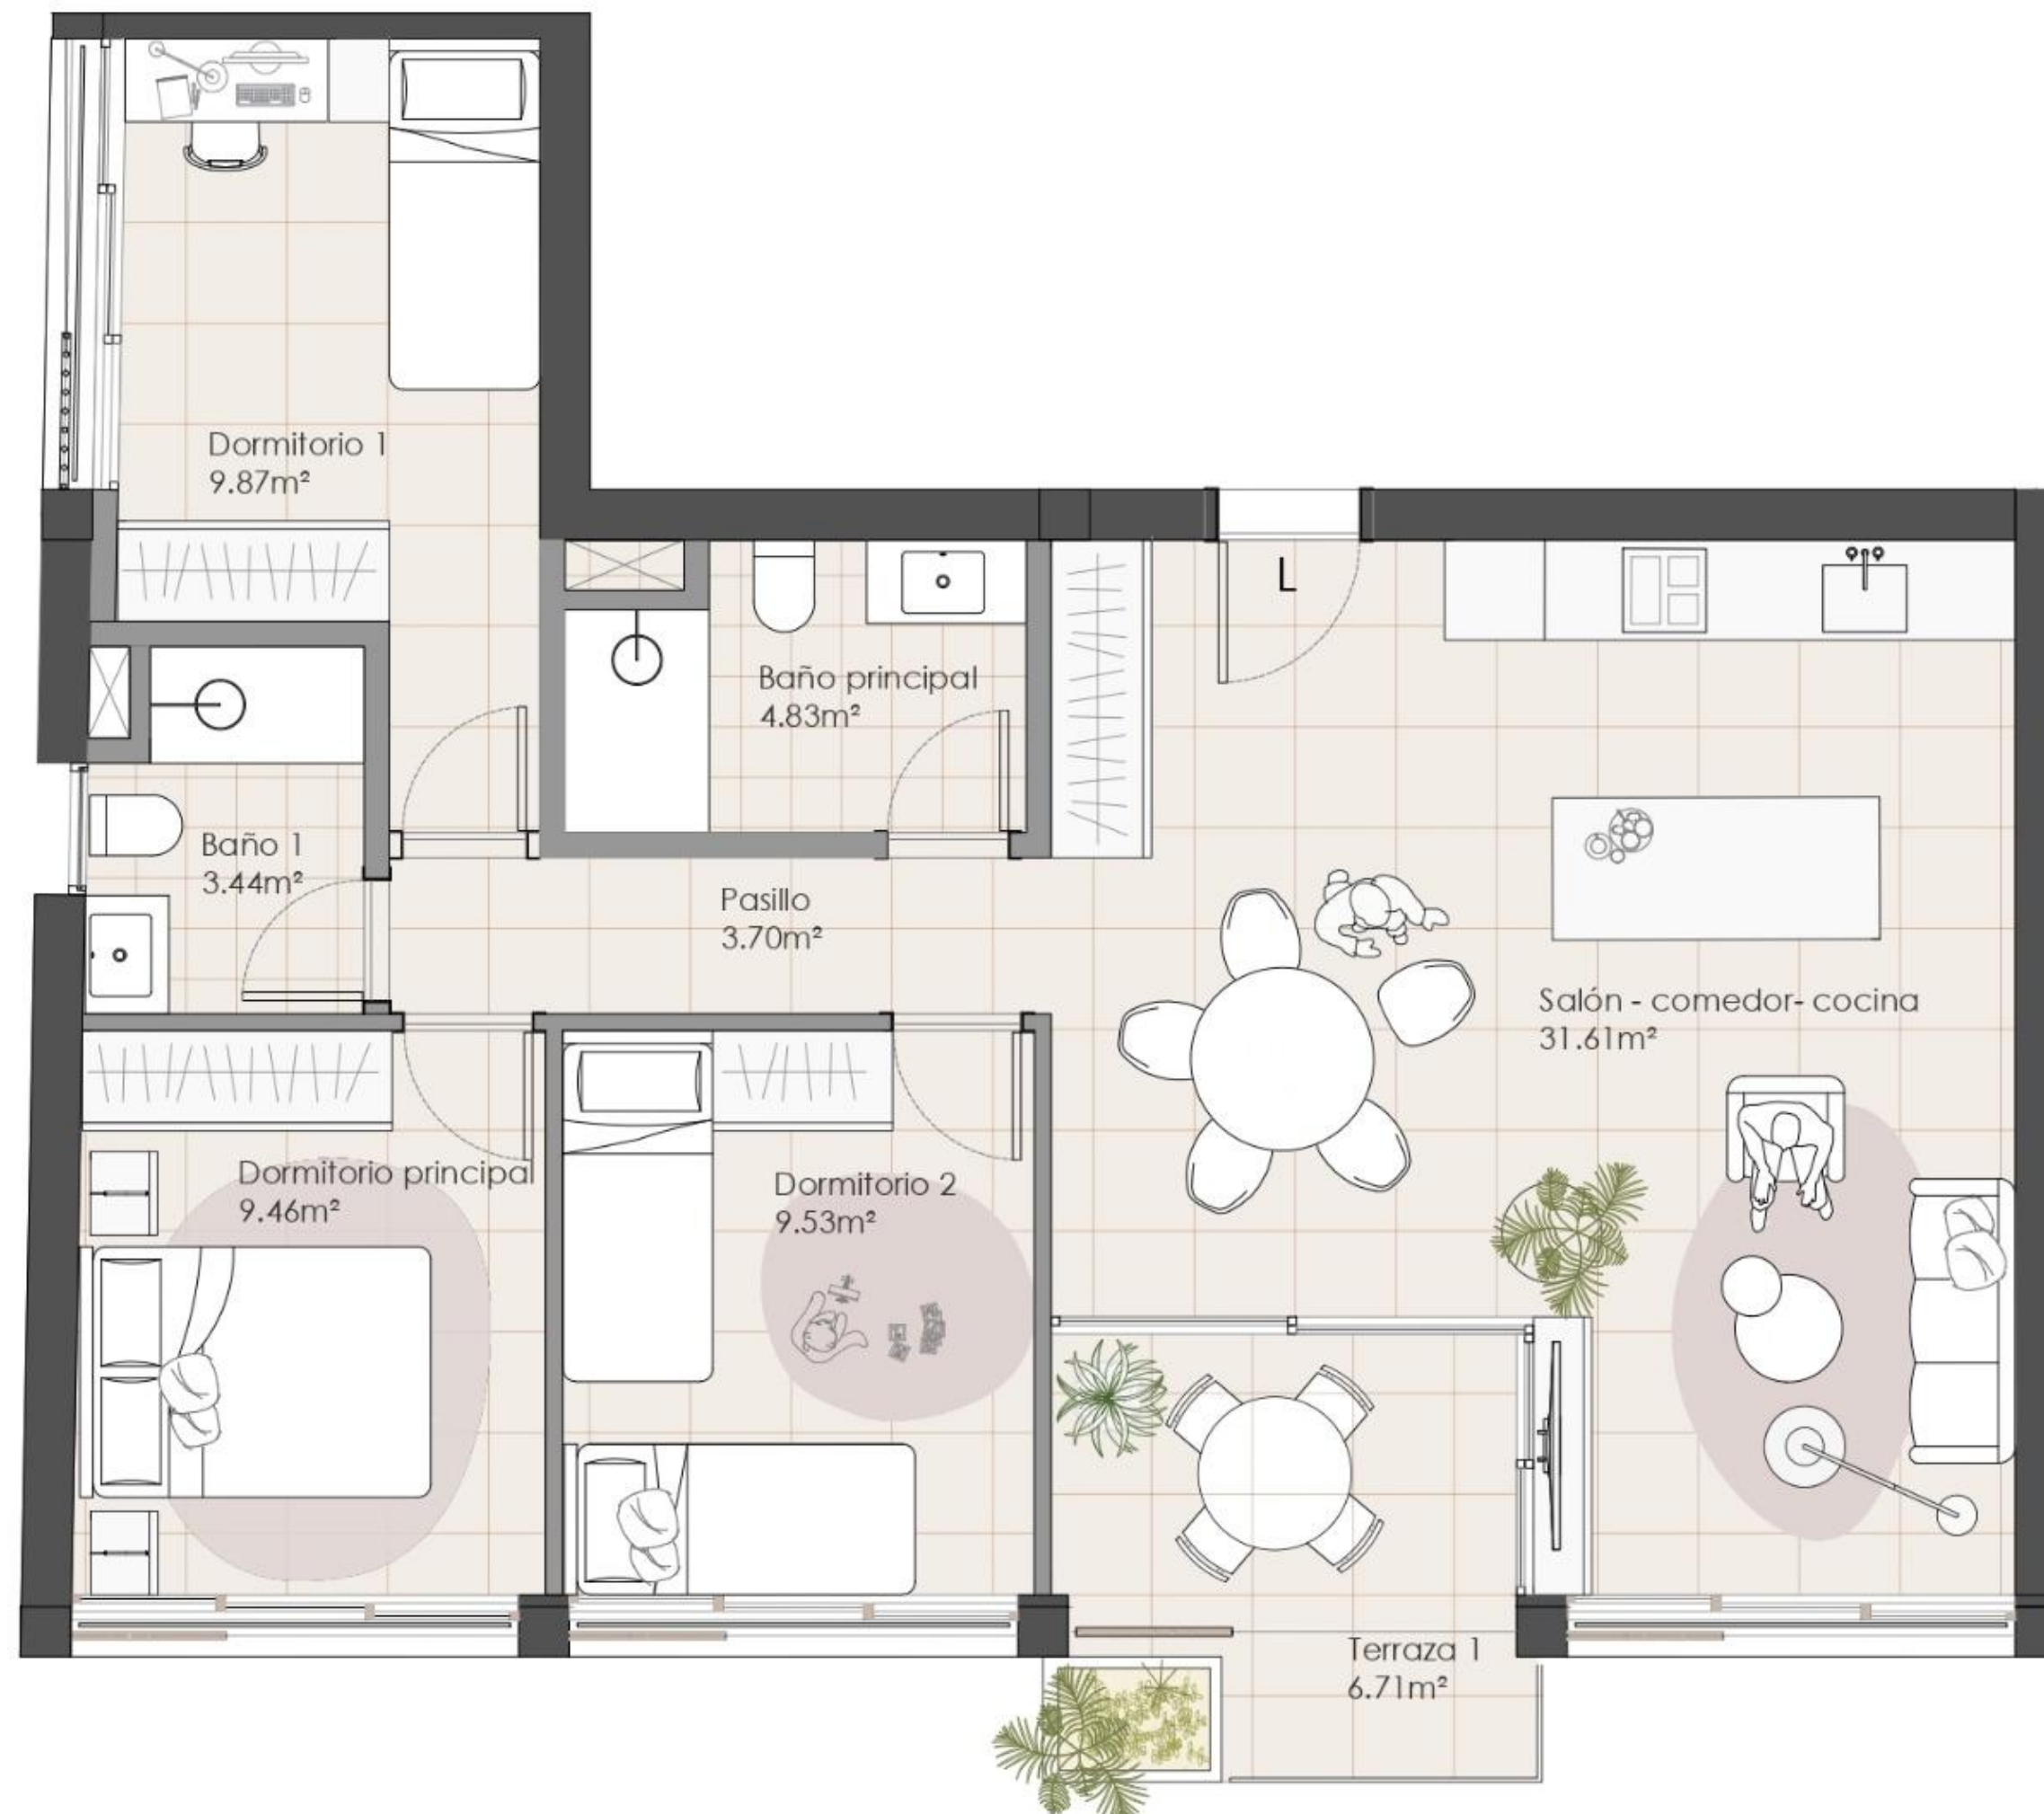 Dormitorio 1
9.87m²
L
Baño principal
4.83m²
Baño 1
3.44m²
Pasillo
3.70m²
Salón - comedor- cocina
31.61m²
Dormitorio principal
9.46m²
Dormitorio 2
9.53m²
Terraza 1
6.71m²